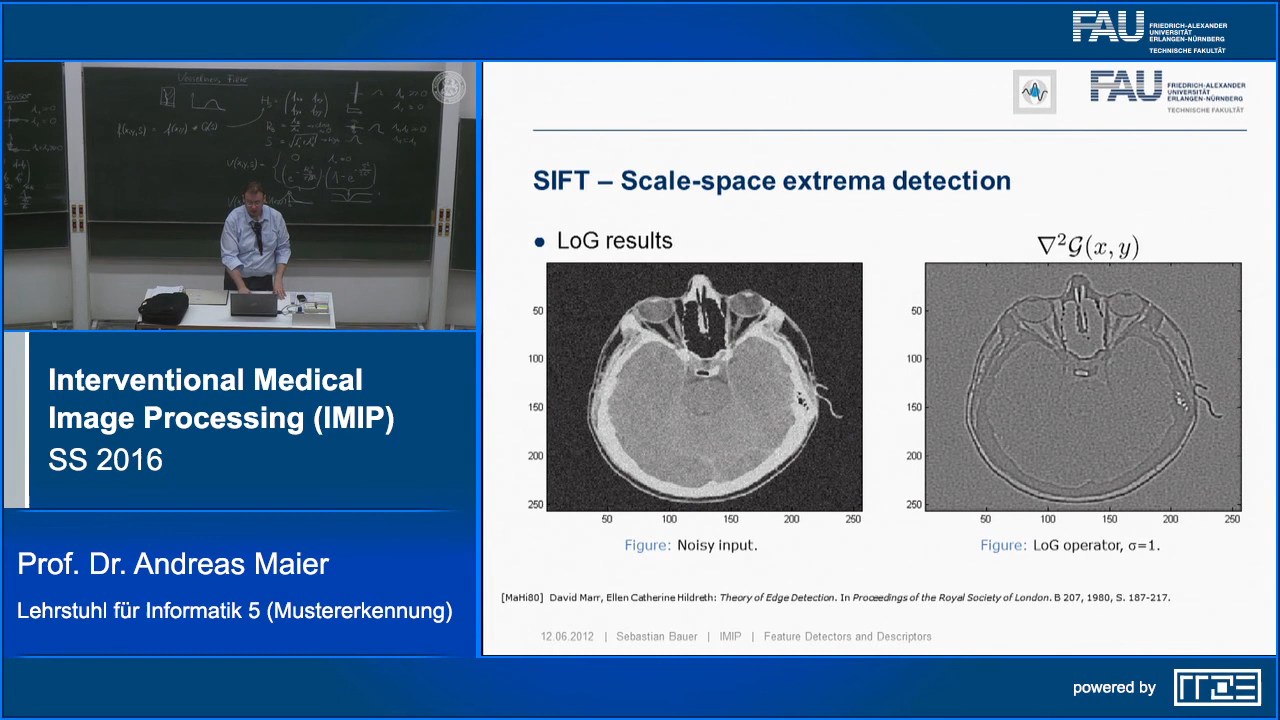 FAU
FRIEDRICH-ALEXANDER
UNIVERSITÄT
ERLANGEN-NÜRNBERG
TECHNISCHE FAKULTÄT
FAU
FRIEDRICH-ALEXANDER
UNIVERSITÄT
ERLANGEN-NÜRNBERG
TECHNISCHE FAKULTÄT
SIFT – Scale-space extrema detection
• LoG results
∇²𝒢(x, y)
50
100
150
200
250
50 100 150 200 250
50
100
150
200
250
50 100 150 200 250
Figure: Noisy input.
Figure: LoG operator, σ=1.
[MaHi80] David Marr, Ellen Catherine Hildreth: Theory of Edge Detection. In Proceedings of the Royal Society of London. B 207, 1980, S. 187-217.
12.06.2012 | Sebastian Bauer | IMIP | Feature Detectors and Descriptors
Interventional Medical
Image Processing (IMIP)
SS 2016
Prof. Dr. Andreas Maier
Lehrstuhl für Informatik 5 (Mustererkennung)
powered by